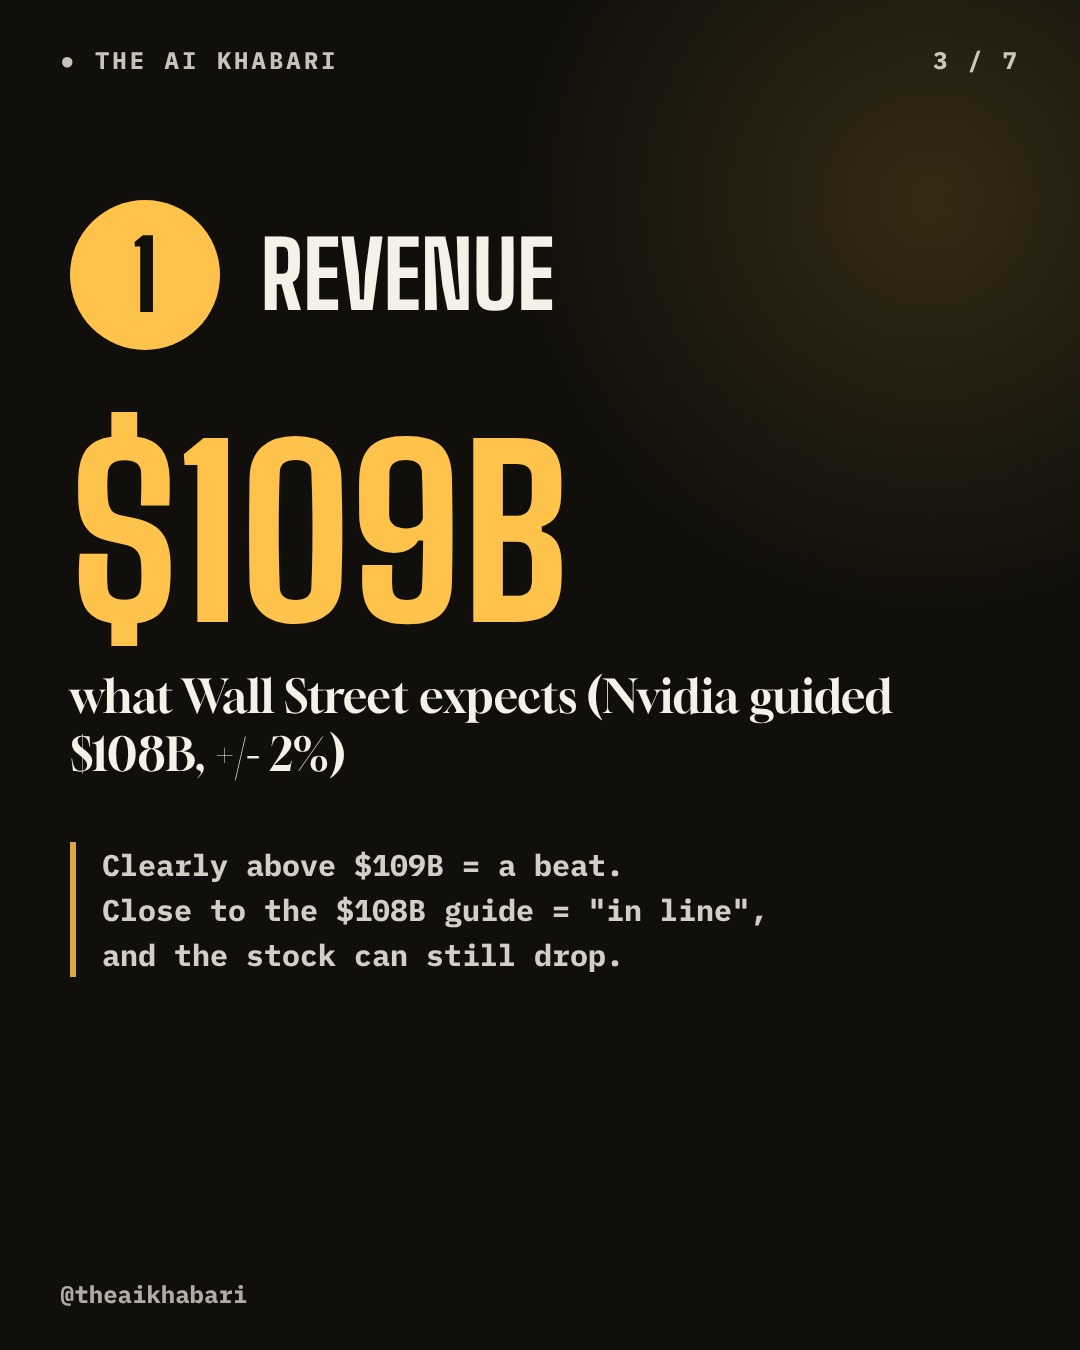 ● THE AI KHABARI
3 / 7
1
REVENUE
$109B
what Wall Street expects (Nvidia guided
$108B, +/- 2%)
Clearly above $109B = a beat.
Close to the $108B guide = "in line",
and the stock can still drop.
@theaikhabari